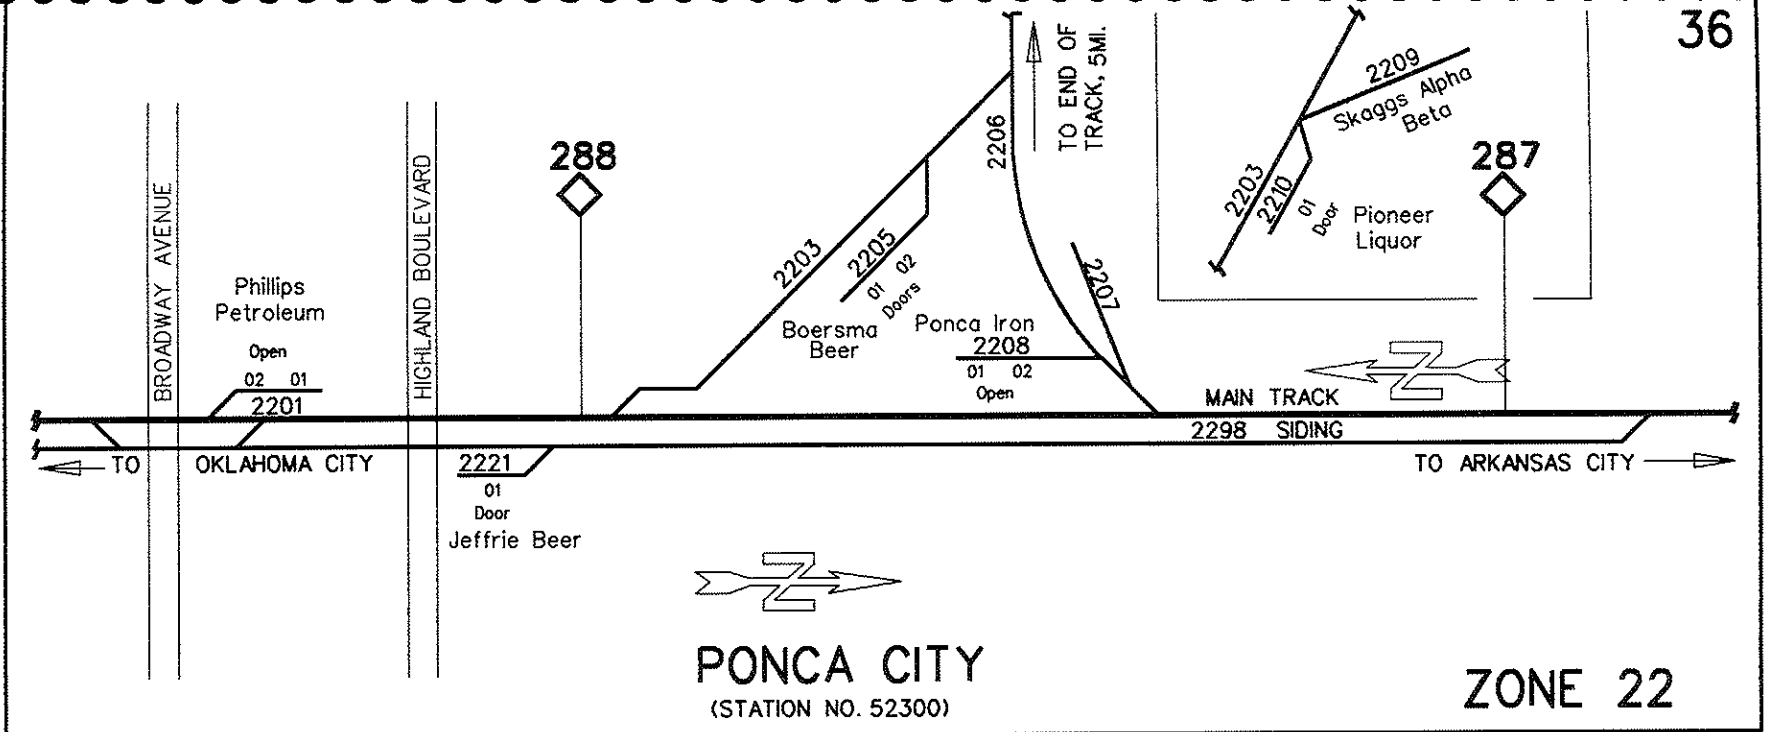 36
TO END OF
TRACK, 5MI.
2209
Skaggs Alpha
Beta
288
287
2206
2203
2210
01
Door
Pioneer
Liquor
BROADWAY AVENUE
HIGHLAND BOULEVARD
2203
2205
01 02
Doors
2207
Phillips
Petroleum
Open
02 01
2201
Boersma
Beer
Ponca Iron
2208
01 02
Open
N
MAIN TRACK
2298 SIDING
TO OKLAHOMA CITY
TO ARKANSAS CITY
2221
01
Door
Jeffrie Beer
N
PONCA CITY
(STATION NO. 52300)
ZONE 22